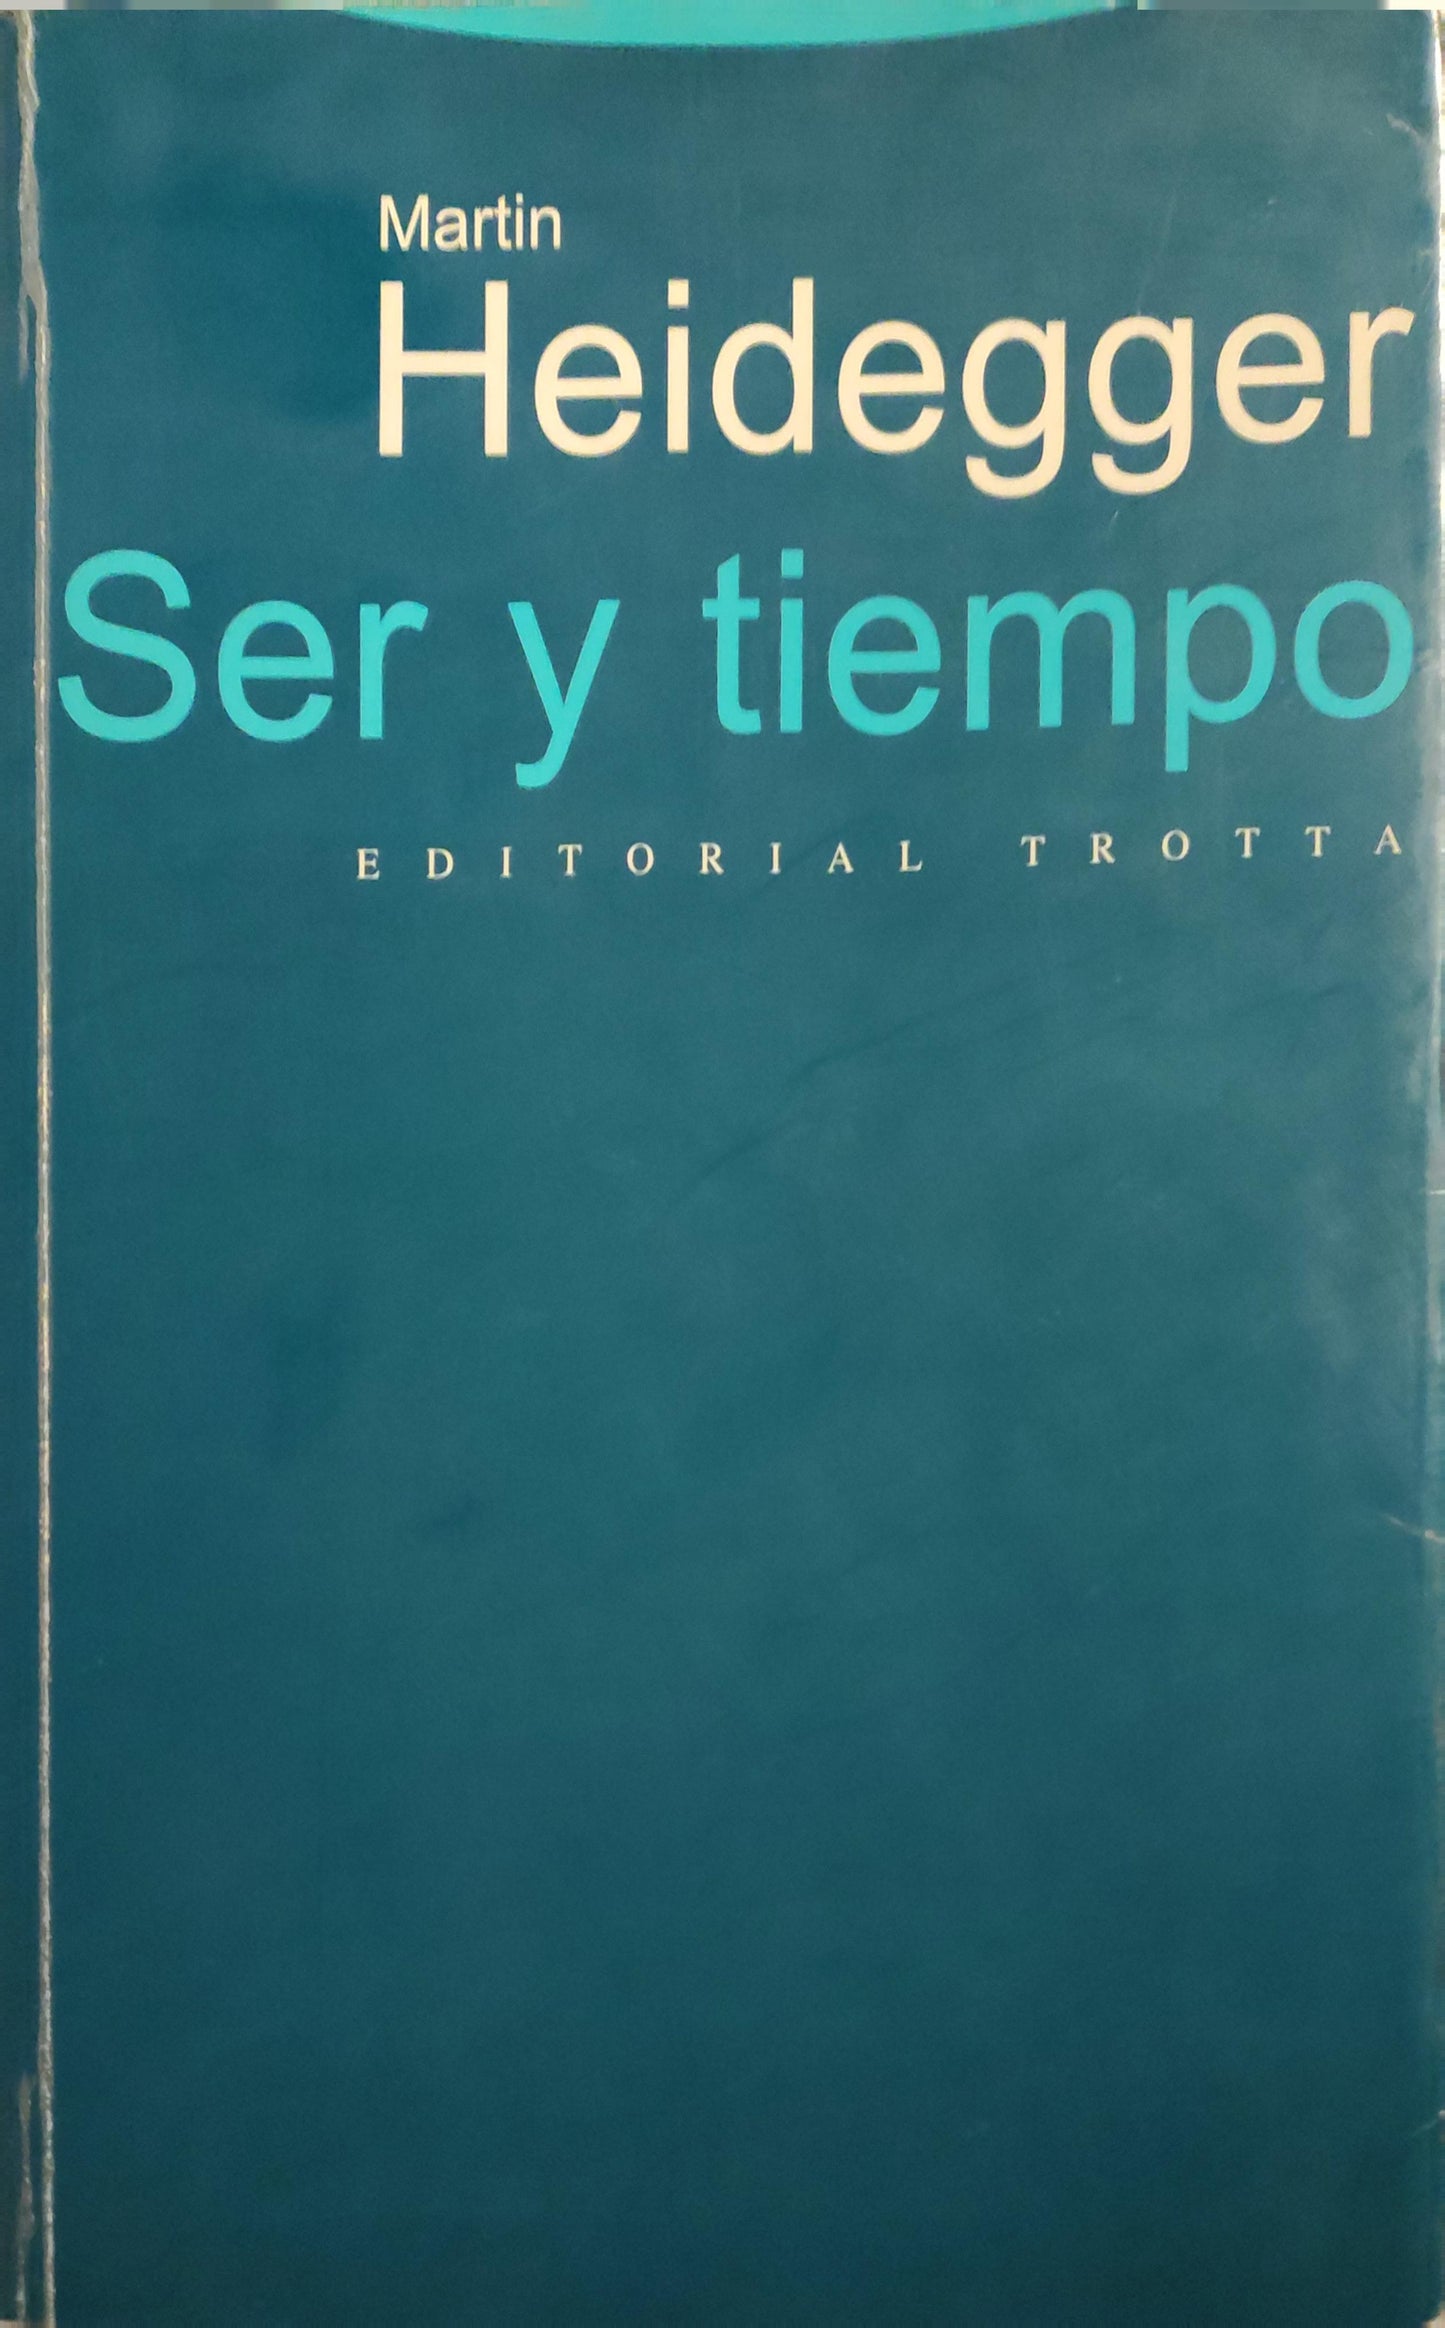 Martin
Heidegger
Ser y tiempo
EDITORIAL TROTTA